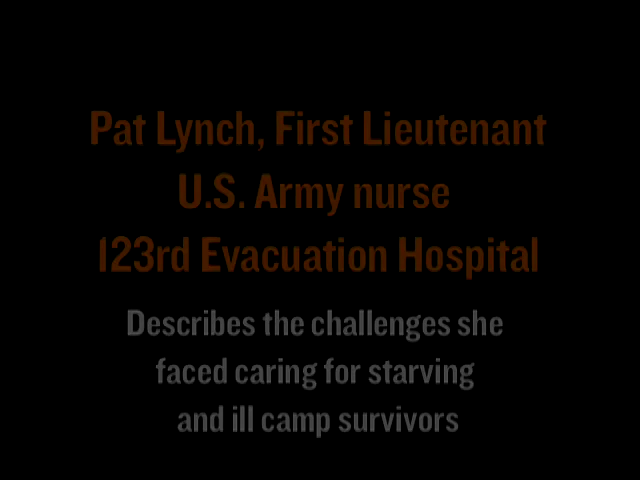 Pat Lynch, First Lieutenant
U.S. Army nurse
123rd Evacuation Hospital
Describes the challenges she
faced caring for starving
and ill camp survivors